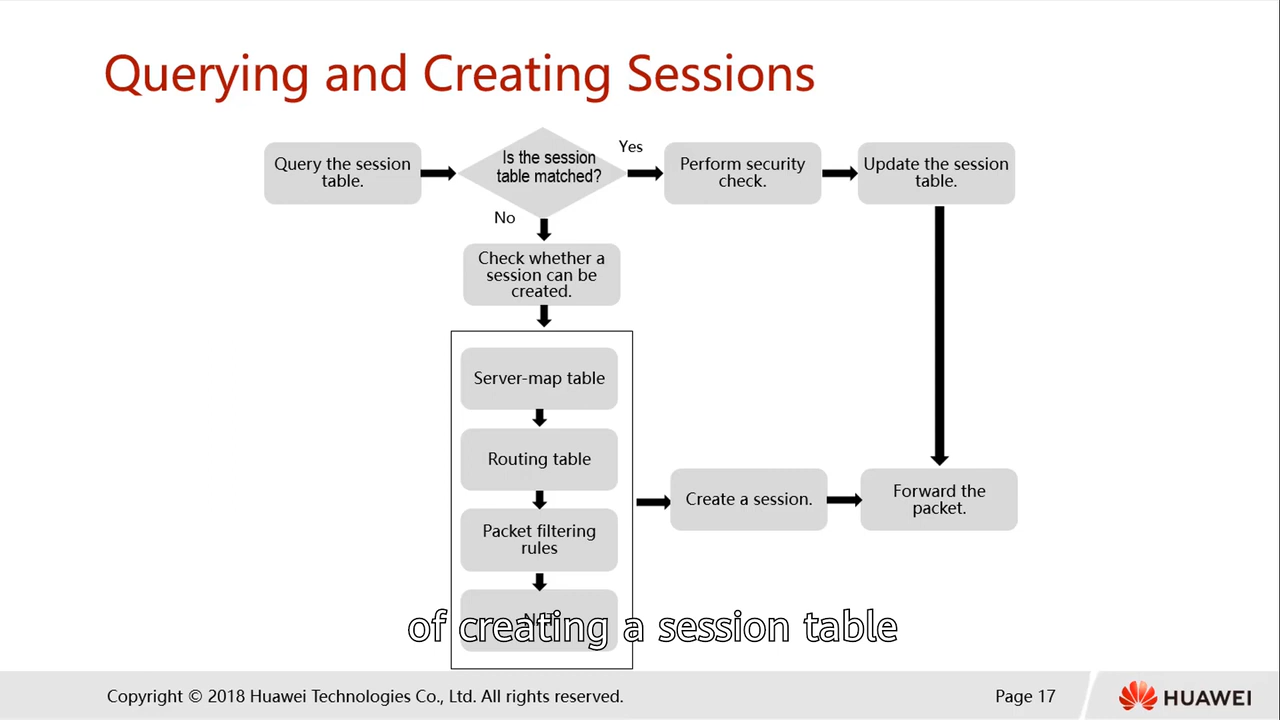 Querying and Creating Sessions
Query the session
table.
Is the session
table matched?
Yes
Perform security
check.
Update the session
table.
No
Check whether a
session can be
created.
Server-map table
Routing table
Packet filtering
rules
Create a session.
Forward the
packet.
of creating a session table
Copyright © 2018 Huawei Technologies Co., Ltd. All rights reserved.
Page 17
HUAWEI